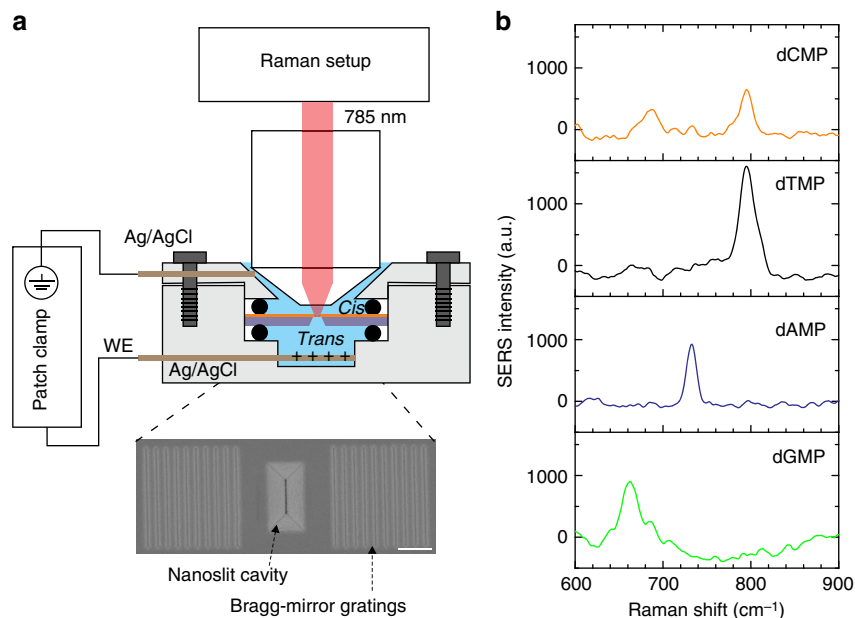 a
Raman setup
785 nm
Ag/AgCl
Patch clamp
WE
Cis
Trans
+ + + +
Ag/AgCl
Nanoslit cavity
Bragg-mirror gratings
b
dCMP
1000
0
dTMP
1000
0
dAMP
1000
0
dGMP
1000
0
SERS intensity (a.u.)
600 700 800 900
Raman shift (cm⁻¹)